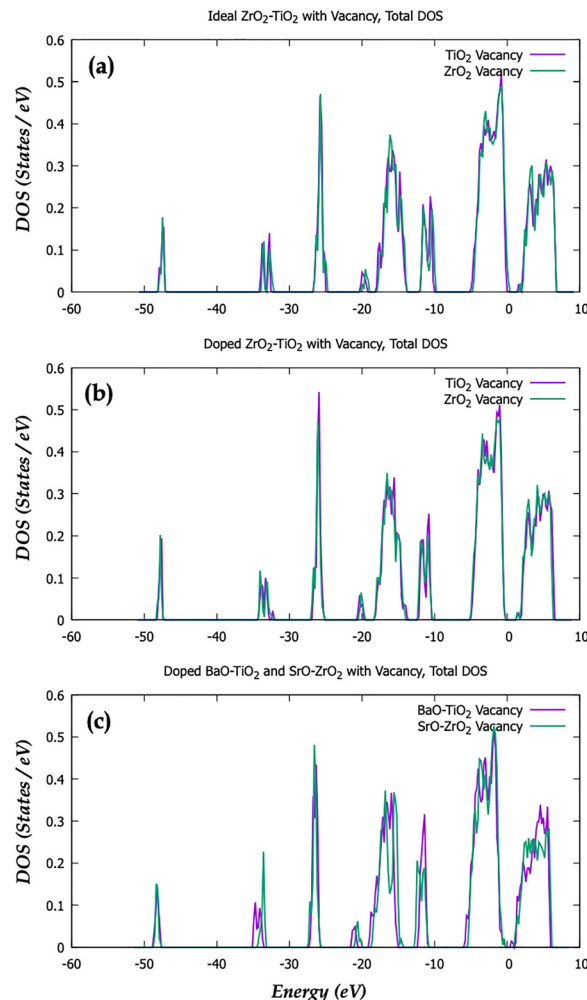 Ideal ZrO2-TiO2 with Vacancy, Total DOS
0.6
(a)
TiO2 Vacancy
ZrO2 Vacancy
0.5
0.4
0.3
0.2
0.1
0
DOS (States / eV)
-60 -50 -40 -30 -20 -10 0 10
Doped ZrO2-TiO2 with Vacancy, Total DOS
0.6
(b)
TiO2 Vacancy
ZrO2 Vacancy
0.5
0.4
0.3
0.2
0.1
0
DOS (States / eV)
-60 -50 -40 -30 -20 -10 0 10
Doped BaO-TiO2 and SrO-ZrO2 with Vacancy, Total DOS
0.6
(c)
BaO-TiO2 Vacancy
SrO-ZrO2 Vacancy
0.5
0.4
0.3
0.2
0.1
0
DOS (States / eV)
-60 -50 -40 -30 -20 -10 0 10
Energy (eV)